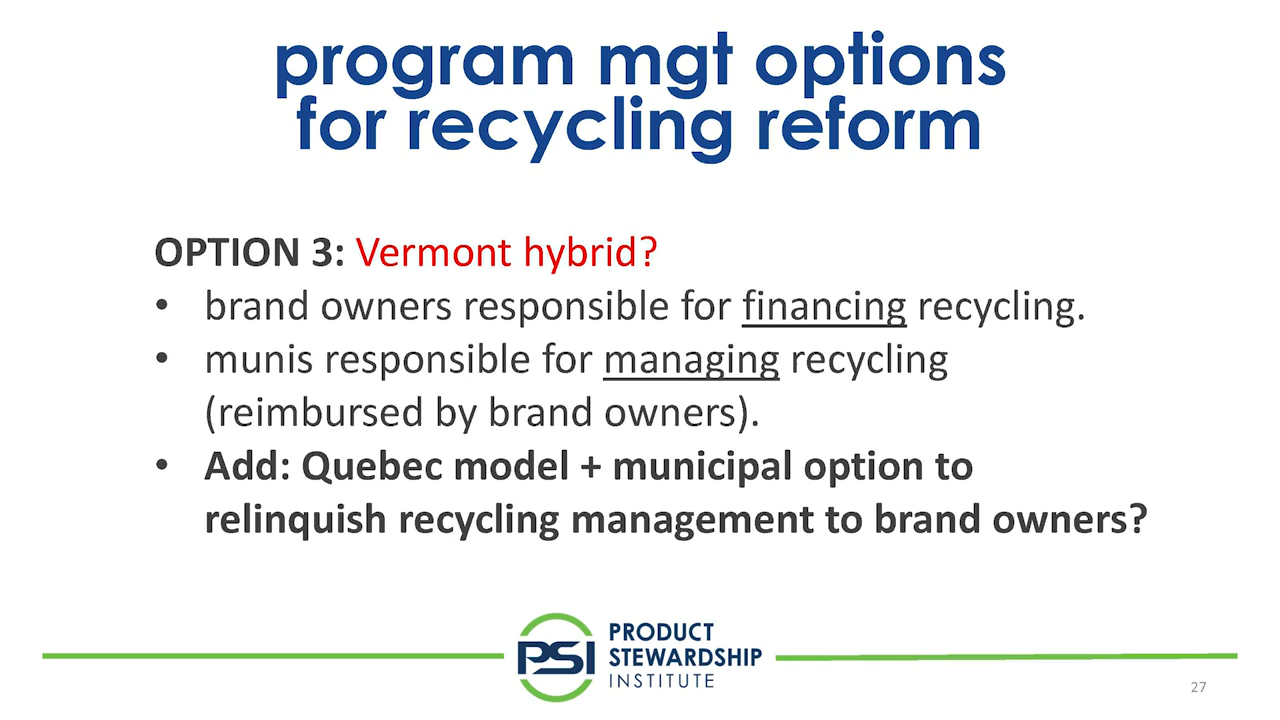 program mgt options
for recycling reform
OPTION 3: Vermont hybrid?
• brand owners responsible for financing recycling.
• munis responsible for managing recycling
(reimbursed by brand owners).
• Add: Quebec model + municipal option to
relinquish recycling management to brand owners?
PSI
PRODUCT
STEWARDSHIP
INSTITUTE
27